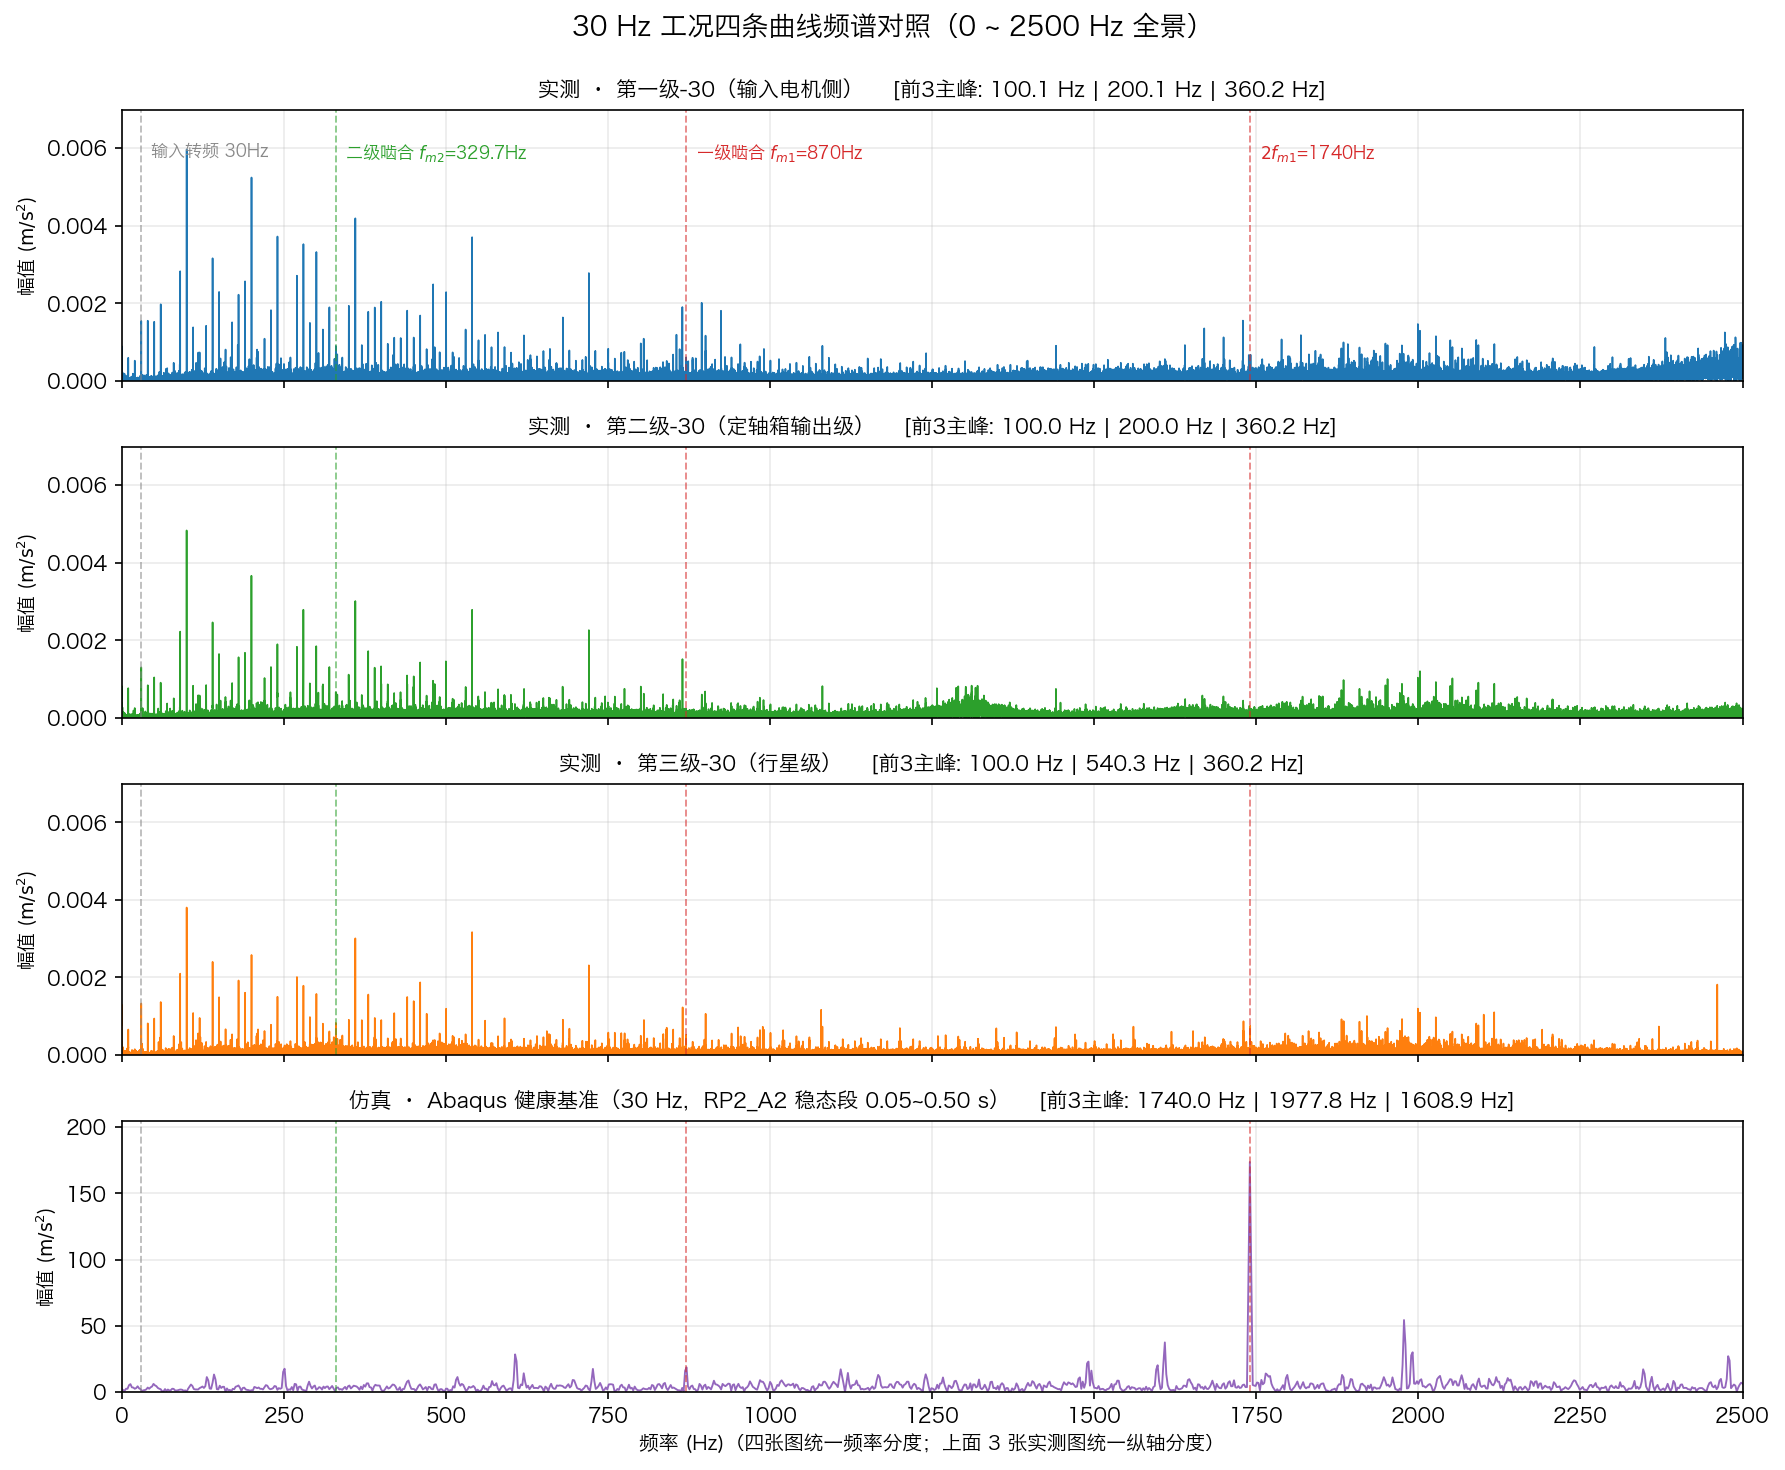 30 Hz 工况四条曲线频谱对照（0 ~ 2500 Hz 全景）
实测 · 第一级-30（输入电机侧） [前3主峰: 100.1 Hz | 200.1 Hz | 360.2 Hz]
幅值 (m/s²)
0.006
0.004
0.002
0.000
输入转频 30Hz
二级啮合 fm2=329.7Hz
一级啮合 fm1=870Hz
2fm1=1740Hz
实测 · 第二级-30（定轴箱输出级） [前3主峰: 100.0 Hz | 200.0 Hz | 360.2 Hz]
幅值 (m/s²)
0.006
0.004
0.002
0.000
实测 · 第三级-30（行星级） [前3主峰: 100.0 Hz | 540.3 Hz | 360.2 Hz]
幅值 (m/s²)
0.006
0.004
0.002
0.000
仿真 · Abaqus 健康基准（30 Hz，RP2_A2 稳态段 0.05~0.50 s） [前3主峰: 1740.0 Hz | 1977.8 Hz | 1608.9 Hz]
幅值 (m/s²)
200
150
100
50
0
0 250 500 750 1000 1250 1500 1750 2000 2250 2500
频率 (Hz)（四张图统一频率分度；上面 3 张实测图统一纵轴分度）